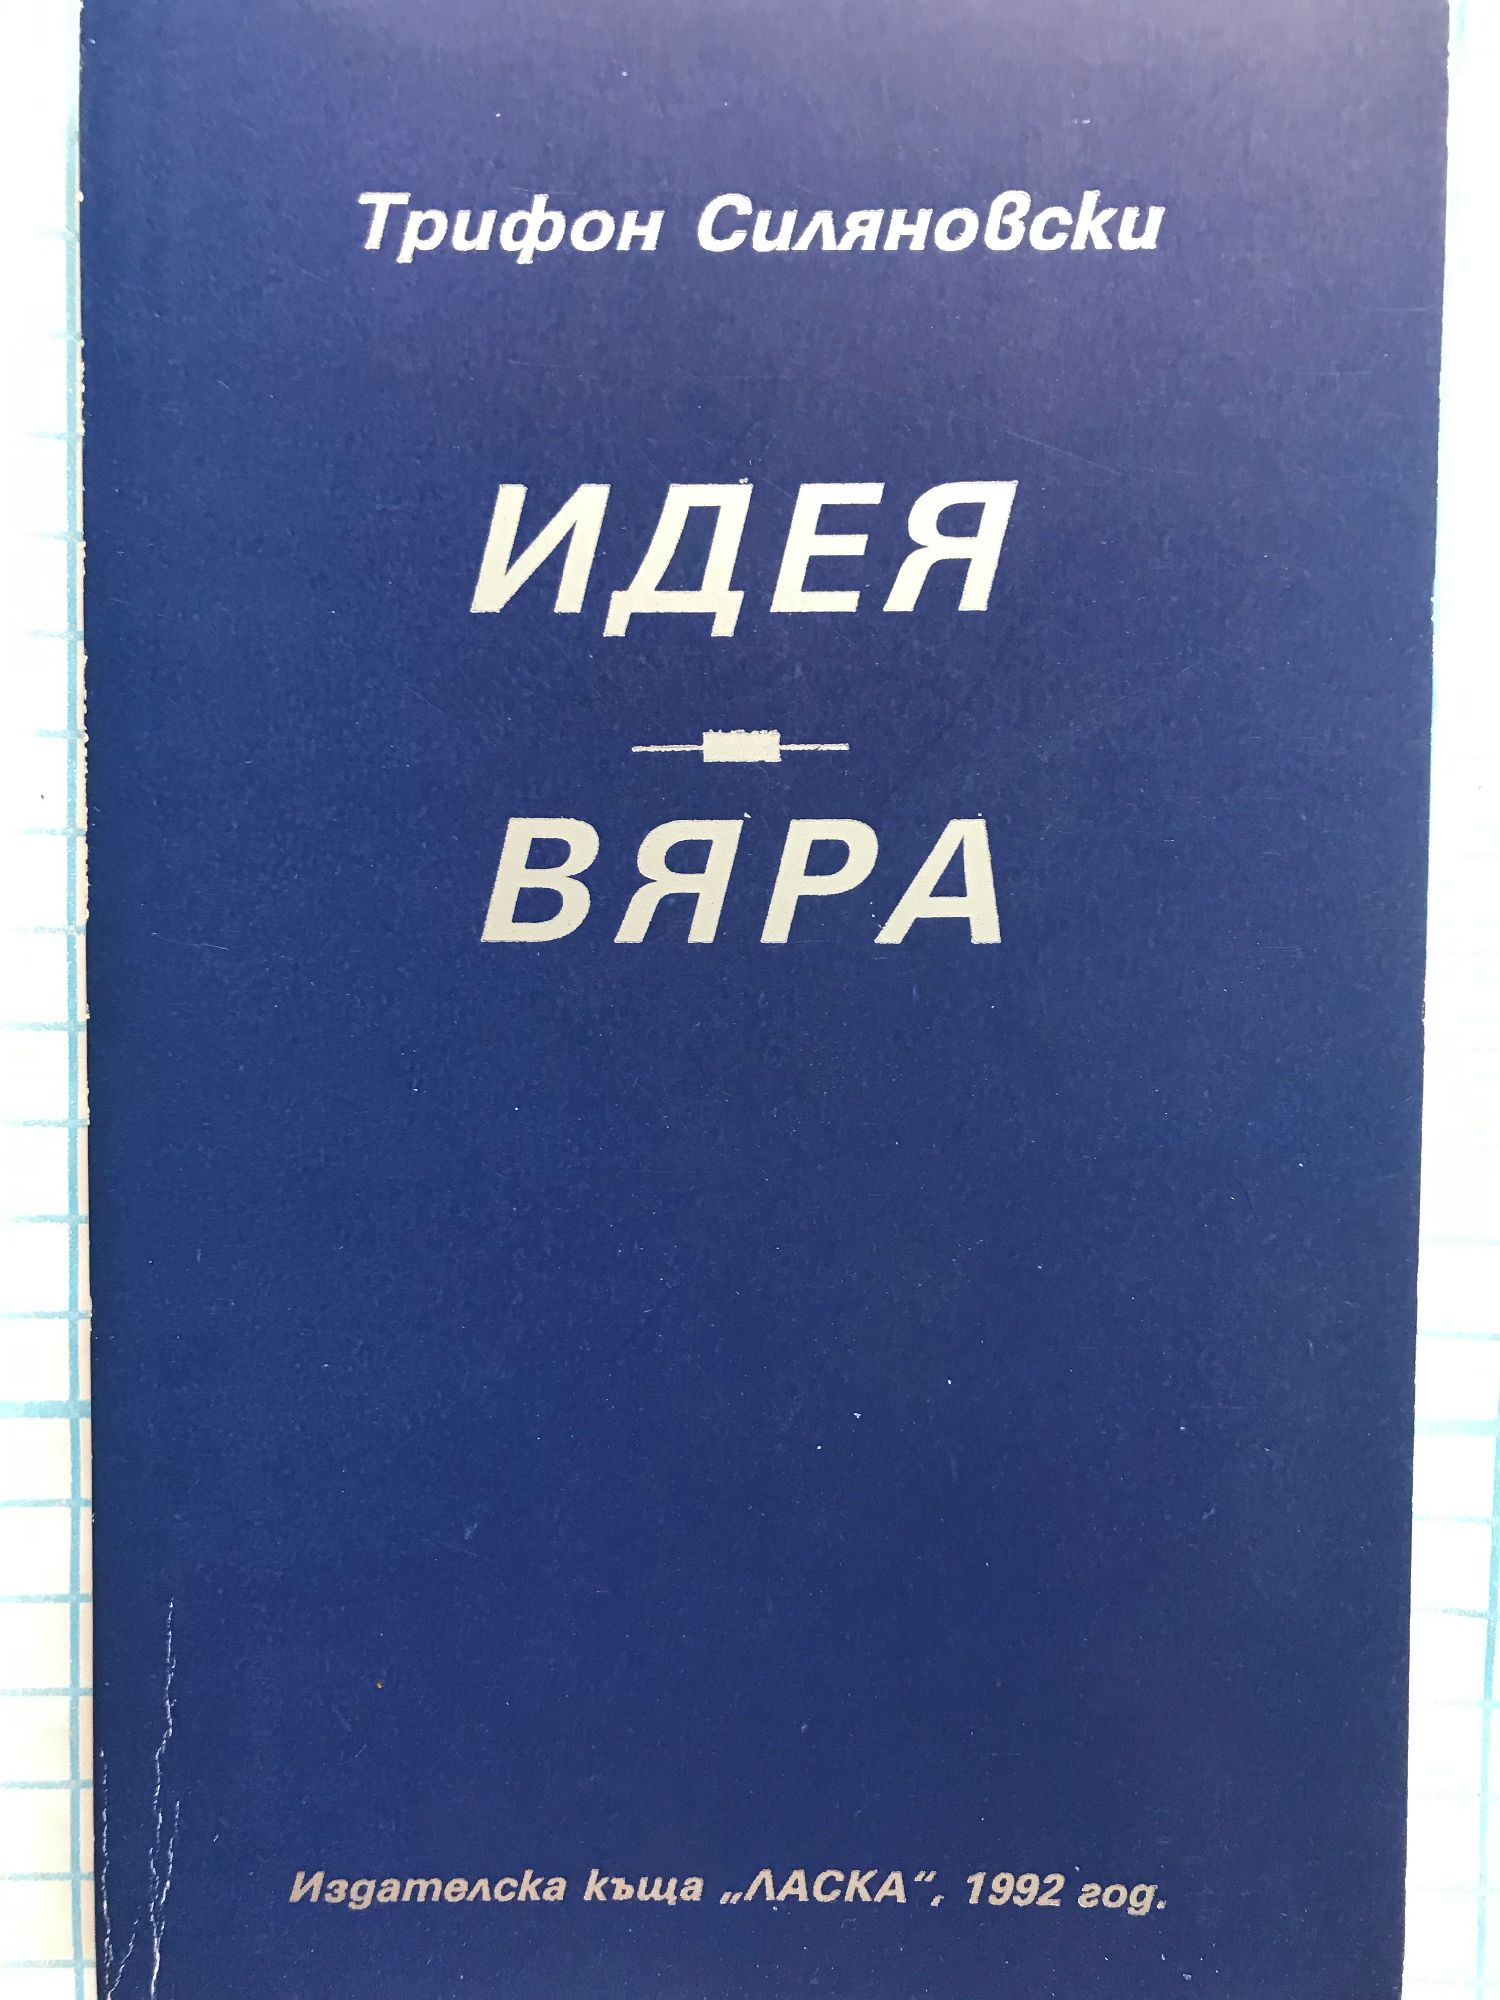 Трифон Силяновски
ИДЕЯ
ВЯРА
Издателска къща „ЛАСКА“, 1992 год.